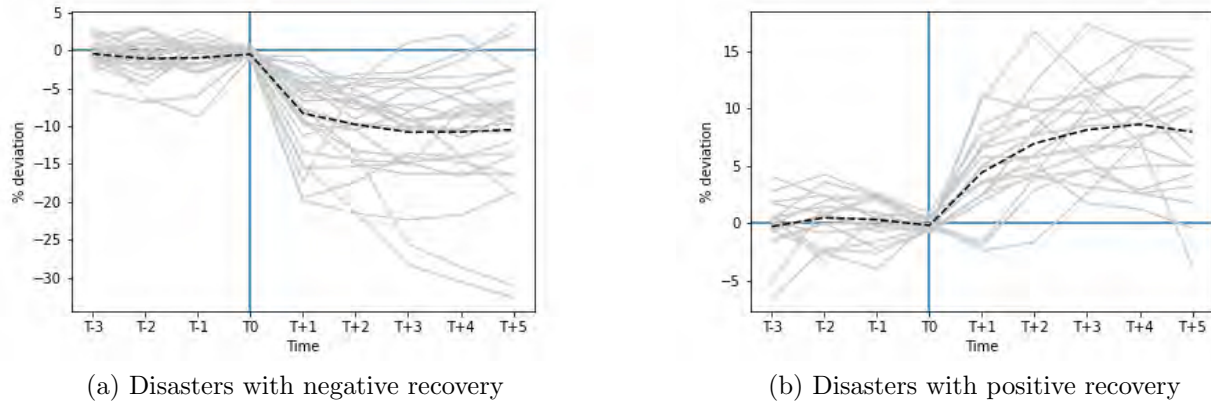 5
0
−5
−10
−15
−20
−25
−30
% deviation
T-3 T-2 T-1 T0 T+1 T+2 T+3 T+4 T+5
Time
(a) Disasters with negative recovery
15
10
5
0
−5
% deviation
T-3 T-2 T-1 T0 T+1 T+2 T+3 T+4 T+5
Time
(b) Disasters with positive recovery